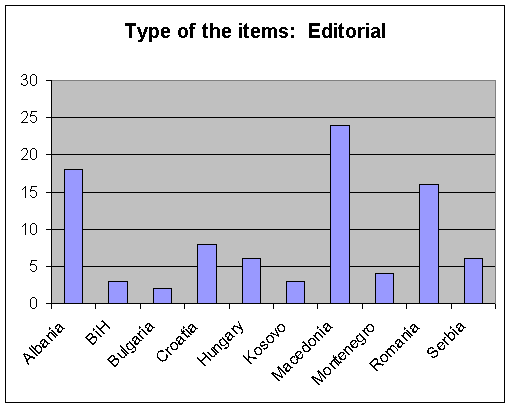 Type of the items:  Editorial
30
25
20
15
10
5
0
Albania
BiH
Bulgaria
Croatia
Hungary
Kosovo
Macedonia
Montenegro
Romania
Serbia